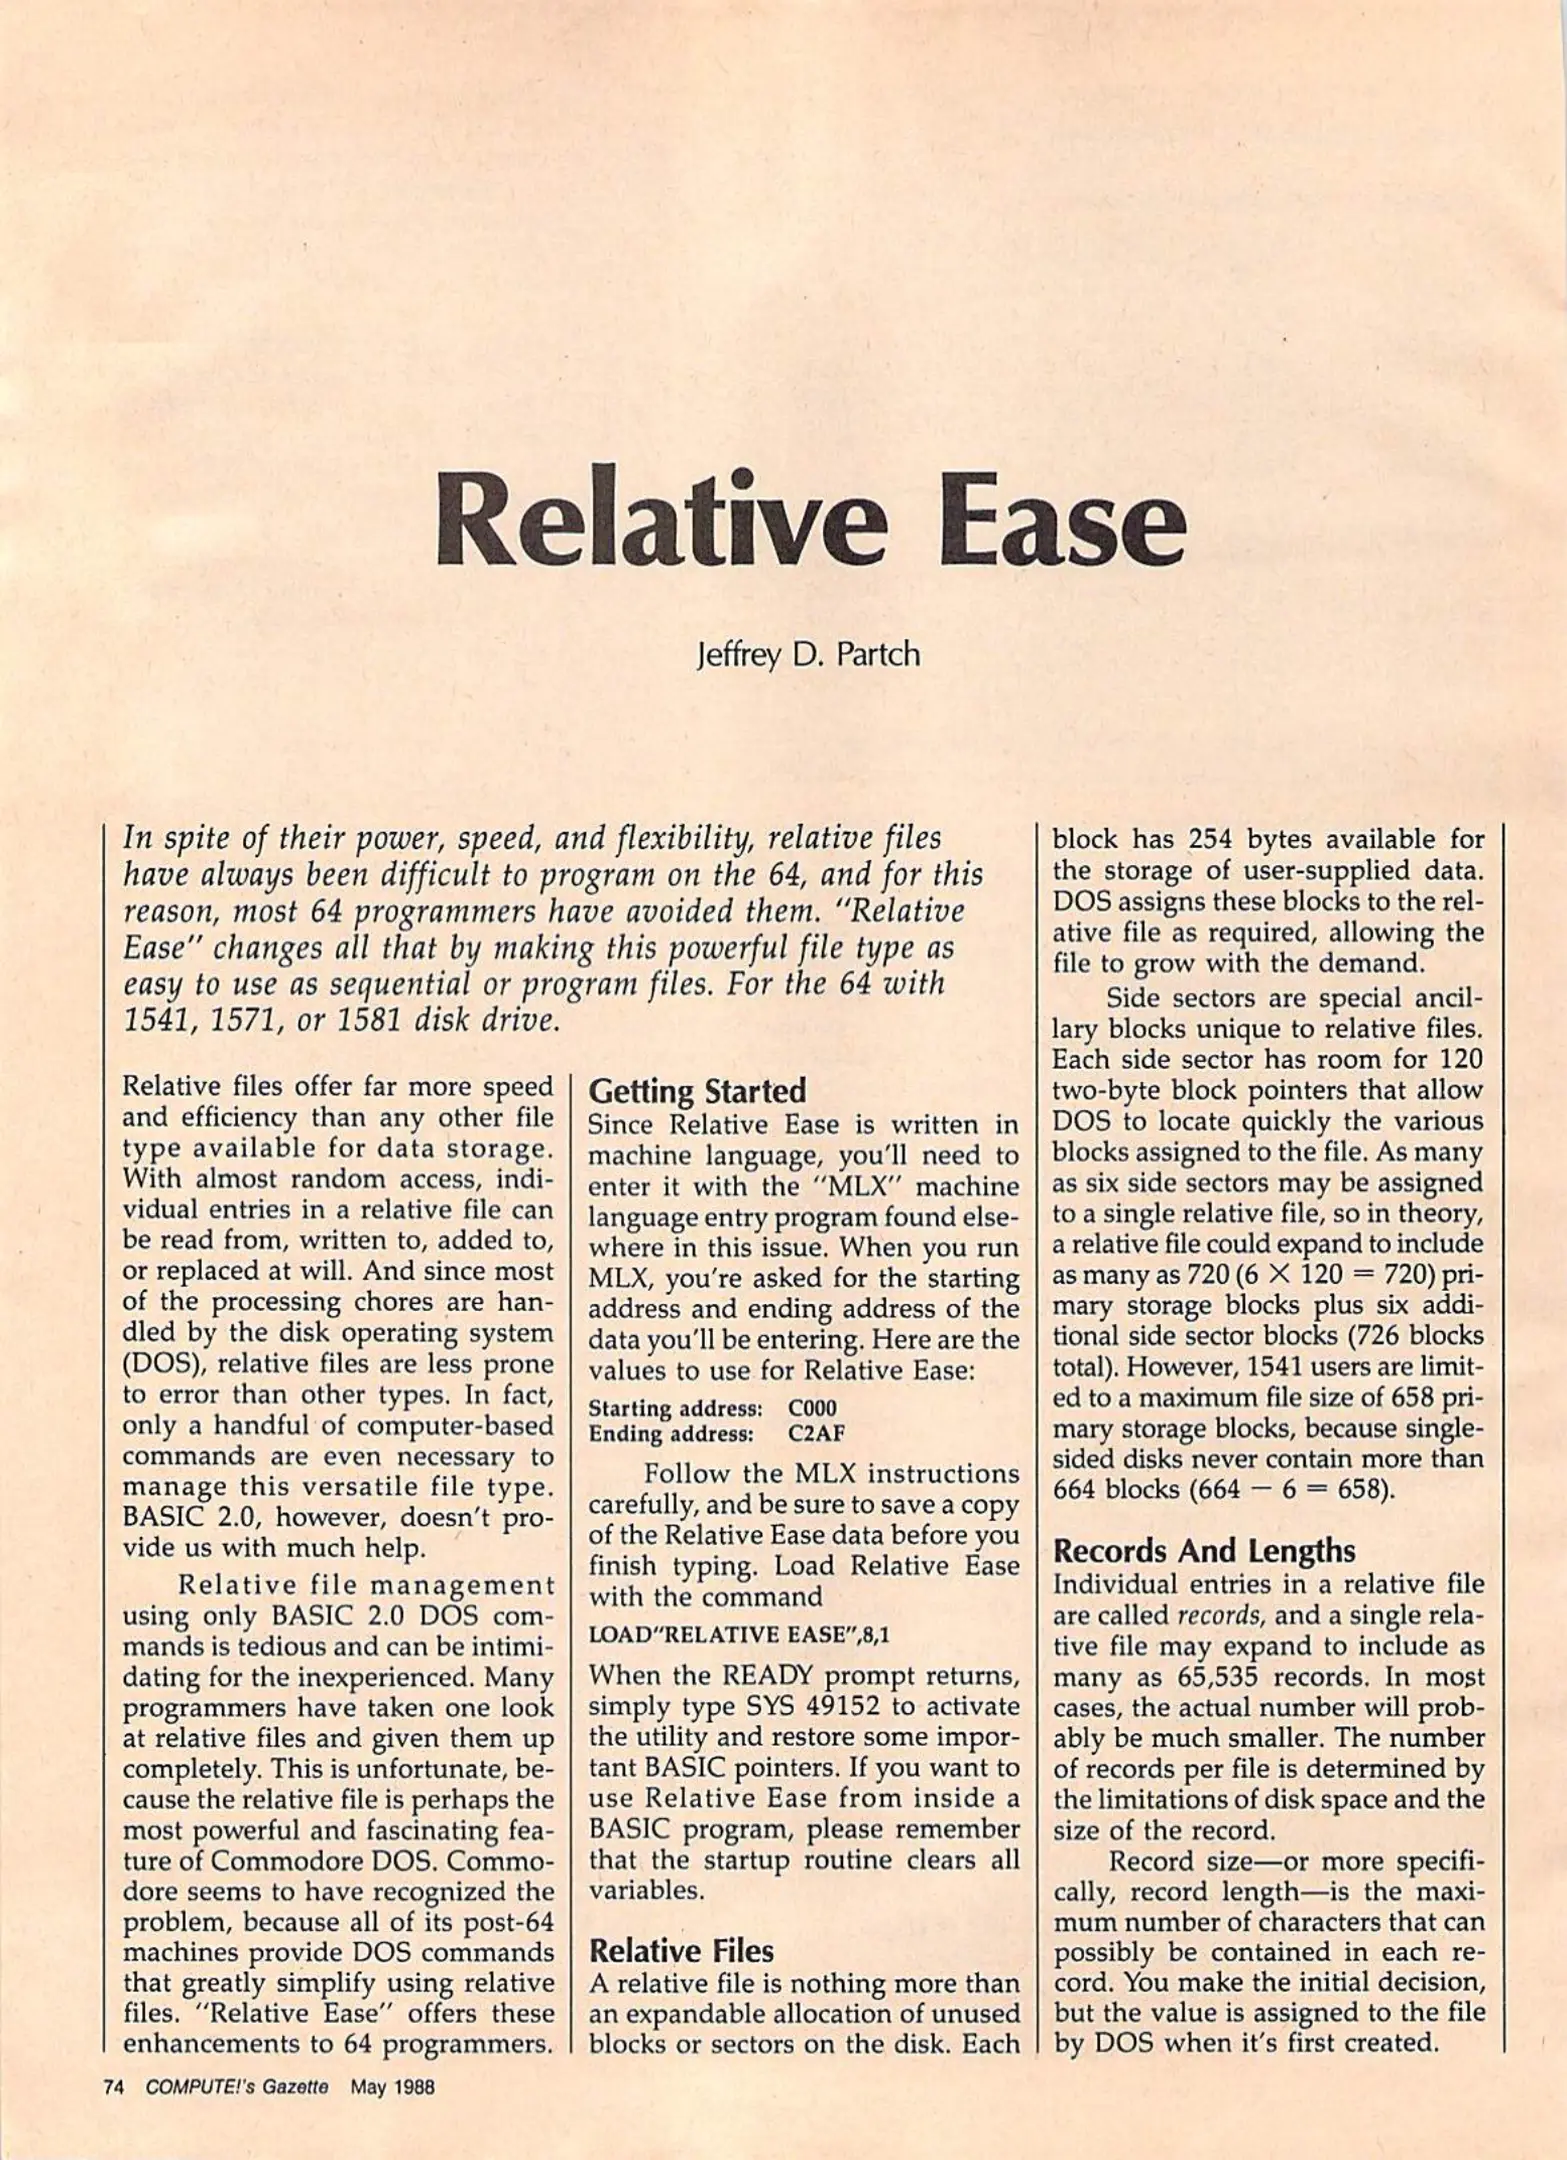 Relative Ease
Jeffrey D. Partch
In spite of their power, speed, and flexibility, relative files
have always been difficult to program on the 64, and for this
reason, most 64 programmers have avoided them. "Relative
Ease" changes all that by making this powerful file type as
easy to use as sequential or program files. For the 64 with
1541, 1571, or 1581 disk drive.
Relative files offer far more speed
and efficiency than any other file
type available for data storage.
With almost random access, indi-
vidual entries in a relative file can
be read from, written to, added to,
or replaced at will. And since most
of the processing chores are han-
dled by the disk operating system
(DOS), relative files are less prone
to error than other types. In fact,
only a handful of computer-based
commands are even necessary to
manage this versatile file type.
BASIC 2.0, however, doesn't pro-
vide us with much help.
Relative file management
using only BASIC 2.0 DOS com-
mands is tedious and can be intimi-
dating for the inexperienced. Many
programmers have taken one look
at relative files and given them up
completely. This is unfortunate, be-
cause the relative file is perhaps the
most powerful and fascinating fea-
ture of Commodore DOS. Commo-
dore seems to have recognized the
problem, because all of its post-64
machines provide DOS commands
that greatly simplify using relative
files. "Relative Ease" offers these
enhancements to 64 programmers.
Getting Started
Since Relative Ease is written in
machine language, you'll need to
enter it with the "MLX" machine
language entry program found else-
where in this issue. When you run
MLX, you're asked for the starting
address and ending address of the
data you'll be entering. Here are the
values to use for Relative Ease:
Starting address: C000
Ending address: C2AF
Follow the MLX instructions
carefully, and be sure to save a copy
of the Relative Ease data before you
finish typing. Load Relative Ease
with the command
LOAD"RELATIVE EASE",8,1
When the READY prompt returns,
simply type SYS 49152 to activate
the utility and restore some impor-
tant BASIC pointers. If you want to
use Relative Ease from inside a
BASIC program, please remember
that the startup routine clears all
variables.
Relative Files
A relative file is nothing more than
an expandable allocation of unused
blocks or sectors on the disk. Each
block has 254 bytes available for
the storage of user-supplied data.
DOS assigns these blocks to the rel-
ative file as required, allowing the
file to grow with the demand.
Side sectors are special ancil-
lary blocks unique to relative files.
Each side sector has room for 120
two-byte block pointers that allow
DOS to locate quickly the various
blocks assigned to the file. As many
as six side sectors may be assigned
to a single relative file, so in theory,
a relative file could expand to include
as many as 720 (6 × 120 = 720) pri-
mary storage blocks plus six addi-
tional side sector blocks (726 blocks
total). However, 1541 users are limit-
ed to a maximum file size of 658 pri-
mary storage blocks, because single-
sided disks never contain more than
664 blocks (664 − 6 = 658).
Records And Lengths
Individual entries in a relative file
are called records, and a single rela-
tive file may expand to include as
many as 65,535 records. In most
cases, the actual number will prob-
ably be much smaller. The number
of records per file is determined by
the limitations of disk space and the
size of the record.
Record size—or more specifi-
cally, record length—is the maxi-
mum number of characters that can
possibly be contained in each re-
cord. You make the initial decision,
but the value is assigned to the file
by DOS when it's first created.
74 COMPUTE!'s Gazette May 1988